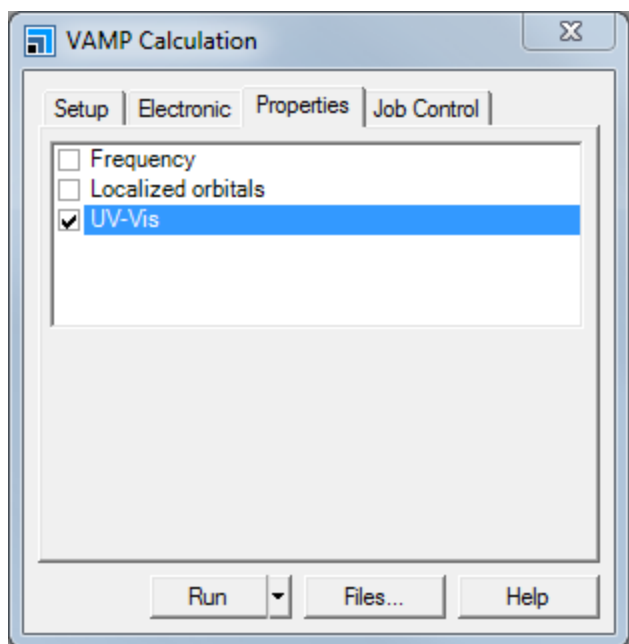 VAMP Calculation
Setup Electronic Properties Job Control
Frequency
Localized orbitals
UV-Vis
Run Files... Help